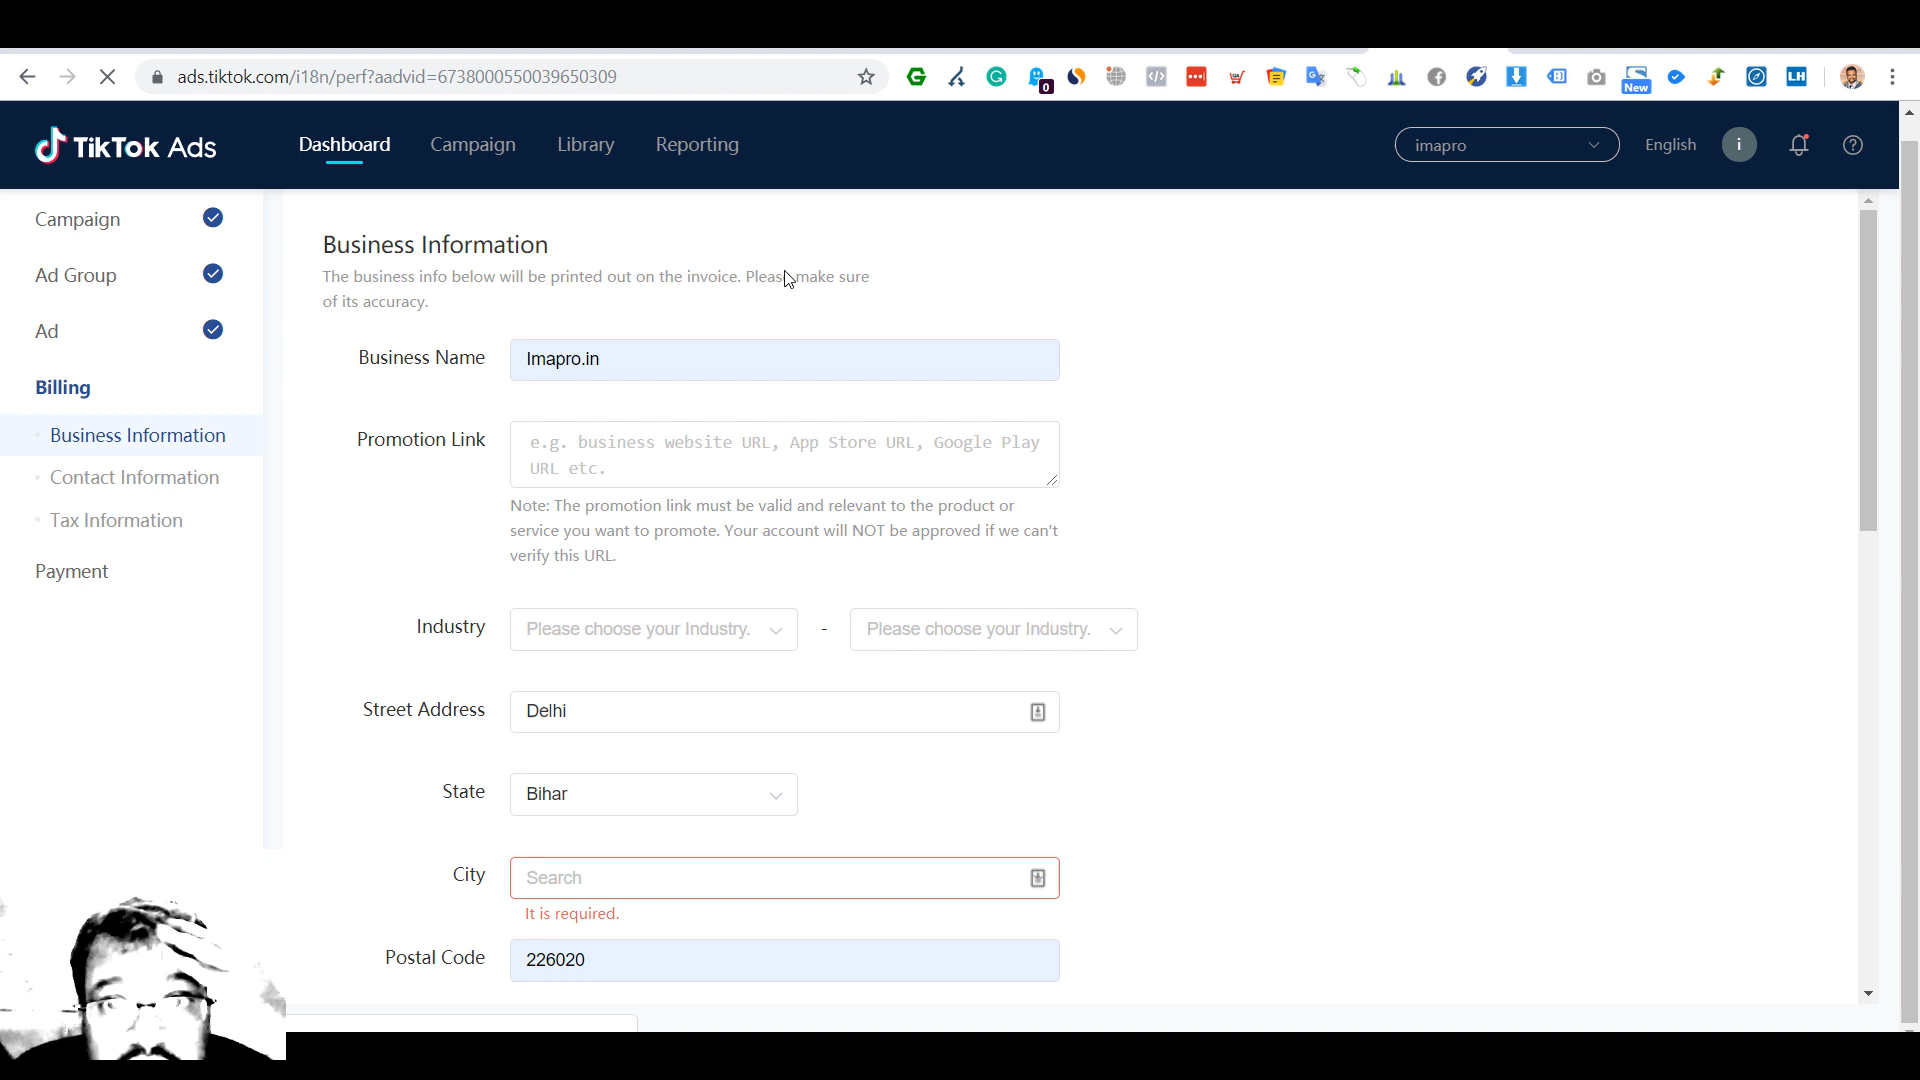 ads.tiktok.com/i18n/perf?aadvid=6738000550039650309
0
New
LH
TikTok Ads
Dashboard
Campaign
Library
Reporting
imapro
English
i
Campaign
Ad Group
Ad
Billing
Business Information
Contact Information
Tax Information
Payment
Business Information
The business info below will be printed out on the invoice. Please make sure
of its accuracy.
Business Name
Imapro.in
Promotion Link
e.g. business website URL, App Store URL, Google Play
URL etc.
Note: The promotion link must be valid and relevant to the product or
service you want to promote. Your account will NOT be approved if we can't
verify this URL.
Industry
Please choose your Industry.
-
Please choose your Industry.
Street Address
Delhi
State
Bihar
City
Search
It is required.
Postal Code
226020